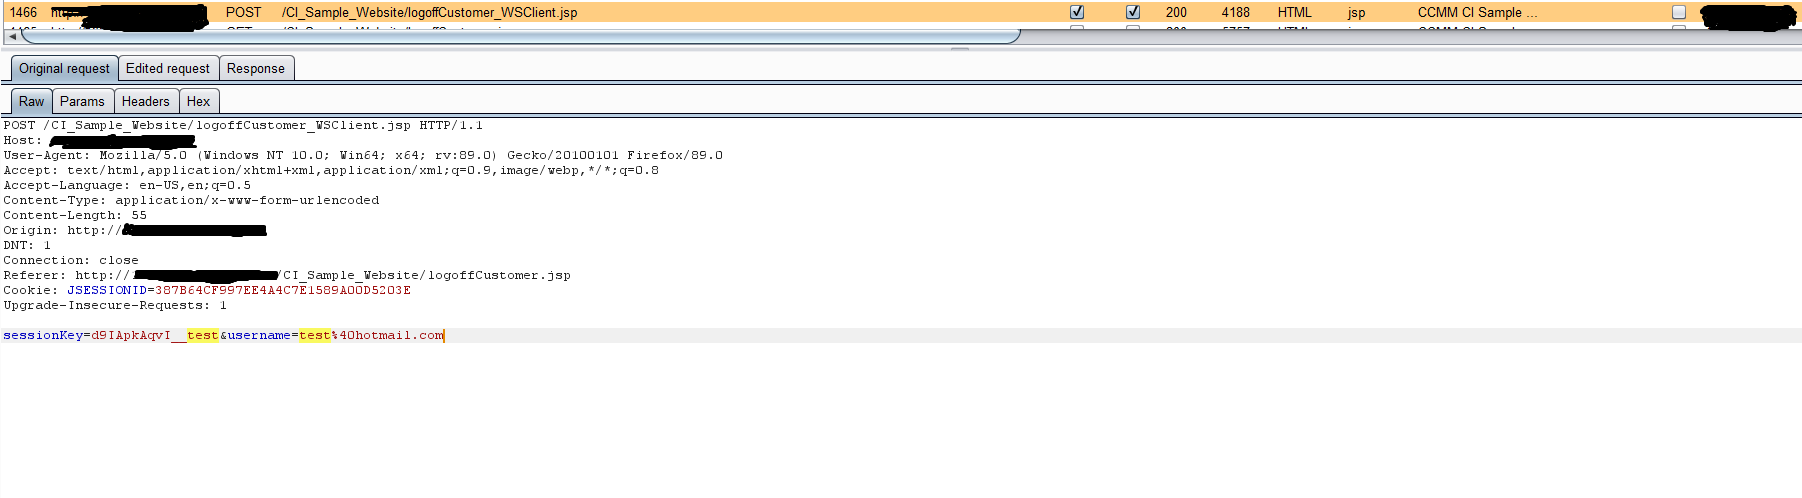 1466 POST /CI_Sample_Website/logoffCustomer_WSClient.jsp 200 4188 HTML jsp CCMM CI Sample ...
Original request Edited request Response
Raw Params Headers Hex
POST /CI_Sample_Website/logoffCustomer_WSClient.jsp HTTP/1.1
Host:
User-Agent: Mozilla/5.0 (Windows NT 10.0; Win64; x64; rv:89.0) Gecko/20100101 Firefox/89.0
Accept: text/html,application/xhtml+xml,application/xml;q=0.9,image/webp,*/*;q=0.8
Accept-Language: en-US,en;q=0.5
Content-Type: application/x-www-form-urlencoded
Content-Length: 55
Origin: http://
DNT: 1
Connection: close
Referer: http:// /CI_Sample_Website/logoffCustomer.jsp
Cookie: JSESSIONID=387B64CF997EE4A4C7E1589A00D5203E
Upgrade-Insecure-Requests: 1
sessionKey=d9IApkAqvI__test&username=test%40hotmail.com